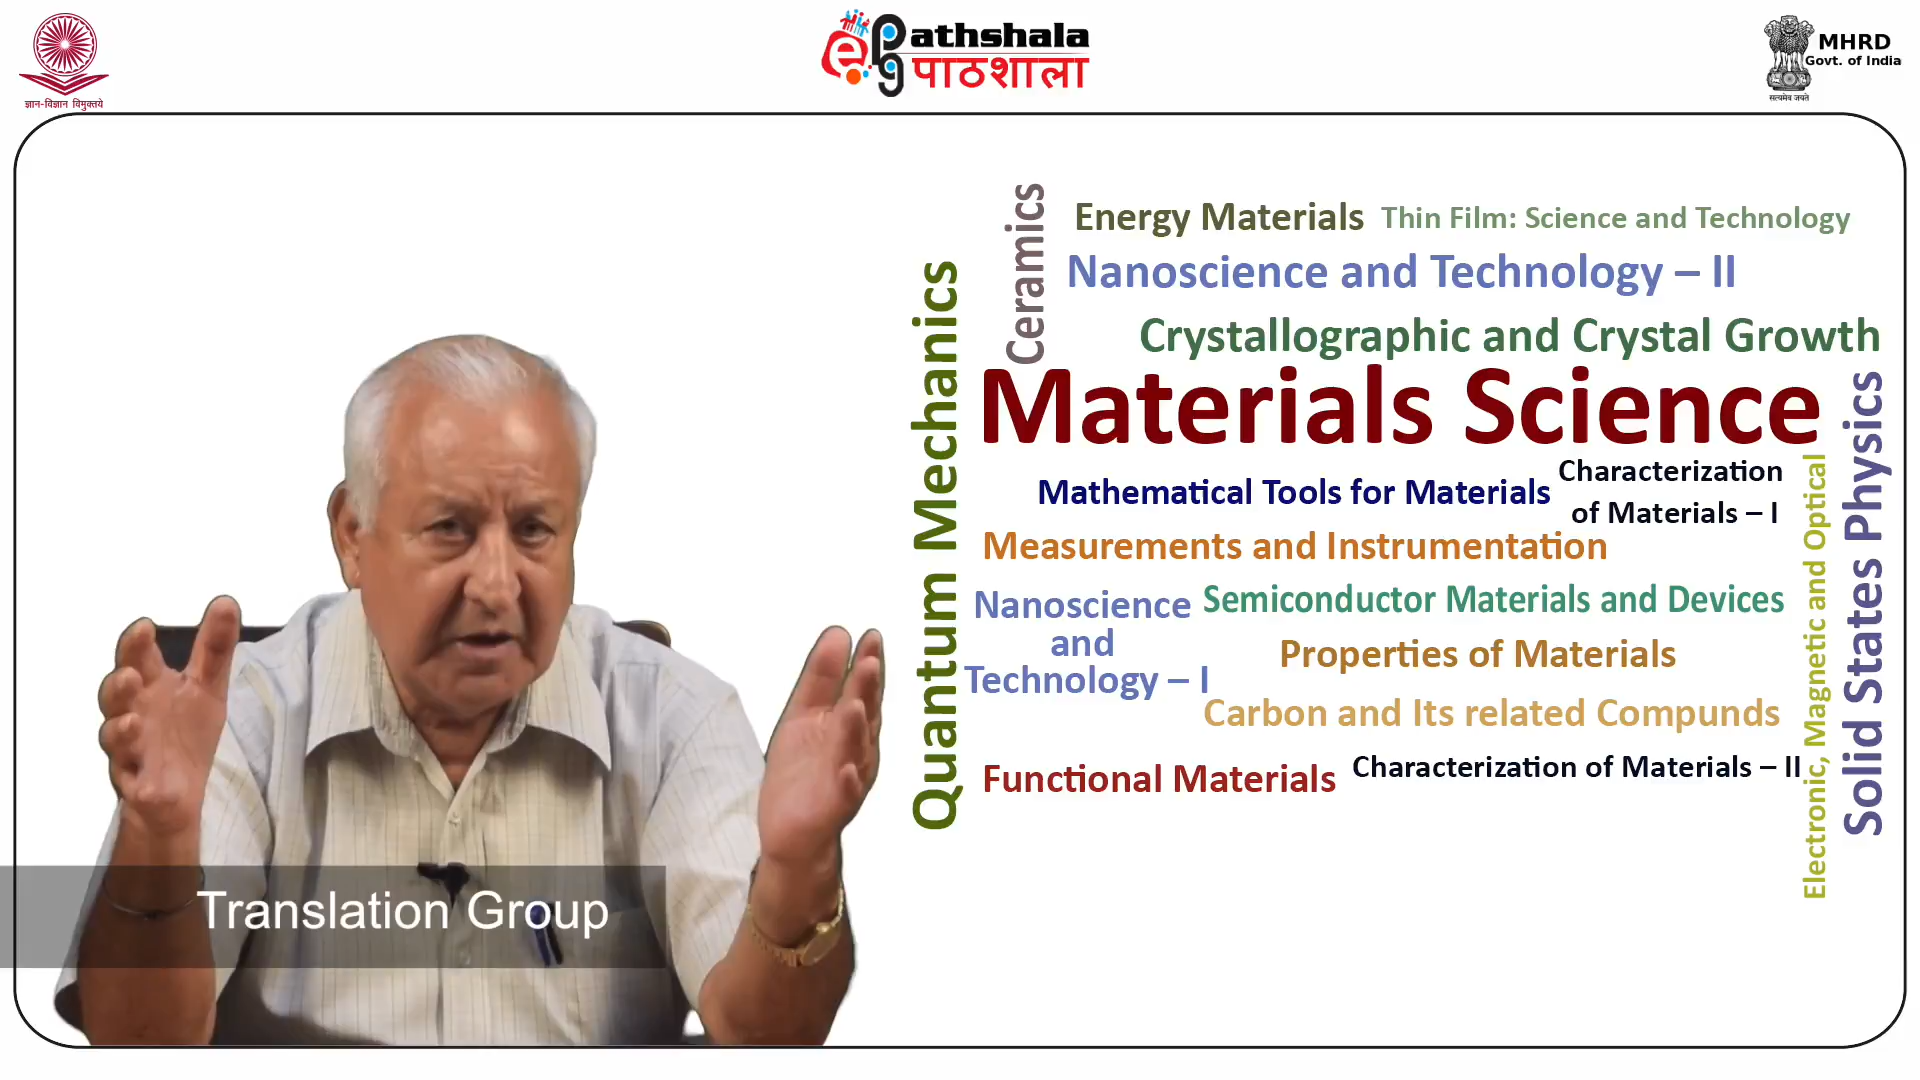 ज्ञान-विज्ञान विमुक्तये
ePathshala
पाठशाला
सत्यमेव जयते
MHRD
Govt. of India
Quantum Mechanics
Ceramics
Energy Materials
Thin Film: Science and Technology
Nanoscience and Technology – II
Crystallographic and Crystal Growth
Materials Science
Mathematical Tools for Materials
Characterization
of Materials – I
Measurements and Instrumentation
Nanoscience
and
Technology – I
Semiconductor Materials and Devices
Properties of Materials
Carbon and Its related Compunds
Functional Materials
Characterization of Materials – II
Electronic, Magnetic and Optical
Solid States Physics
Translation Group